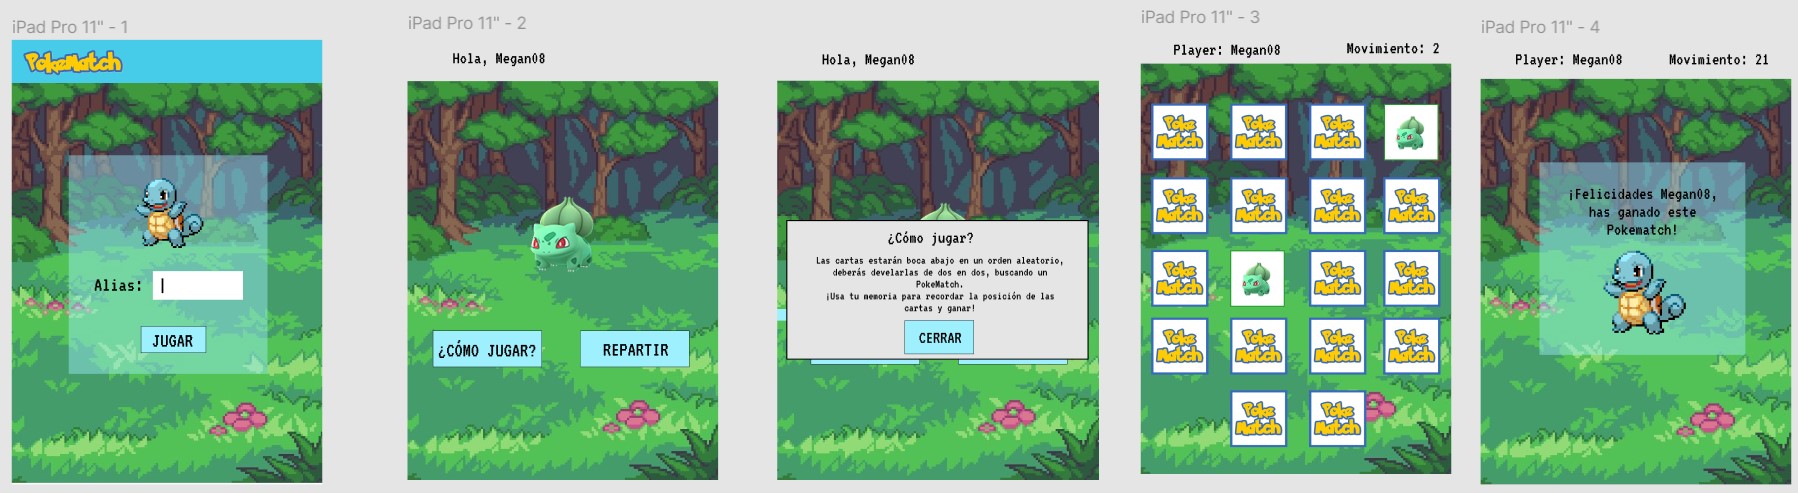 iPad Pro 11" - 1
PokeMatch
Alias:
JUGAR
iPad Pro 11" - 2
Hola, Megan08
¿CÓMO JUGAR?
REPARTIR
Hola, Megan08
¿Cómo jugar?
Las cartas estarán boca abajo en un orden aleatorio,
deberás develarlas de dos en dos, buscando un
PokeMatch.
¡Usa tu memoria para recordar la posición de las
cartas y ganar!
CERRAR
iPad Pro 11" - 3
Player: Megan08
Movimiento: 2
Poke
Match
Poke
Match
Poke
Match
Poke
Match
Poke
Match
Poke
Match
Poke
Match
Poke
Match
Poke
Match
Poke
Match
Poke
Match
Poke
Match
Poke
Match
Poke
Match
Poke
Match
Poke
Match
iPad Pro 11" - 4
Player: Megan08
Movimiento: 21
¡Felicidades Megan08,
has ganado este
Pokematch!